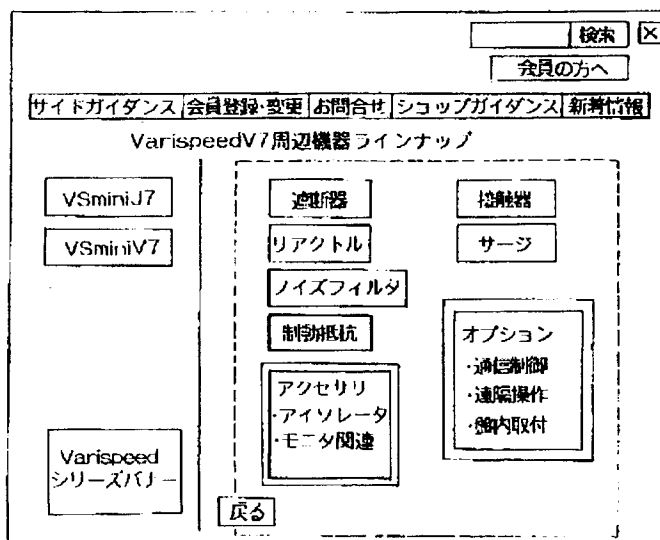 検索
×
会員の方へ
サイドガイダンス 会員登録・変更 お問合せ ショップガイダンス 新着情報
VarispeedV7周辺機器ラインナップ
VSminiJ7
VSminiV7
Varispeed
シリーズバナー
遮断器
接触器
リアクトル
サージ
ノイズフィルタ
制動抵抗
アクセサリ
・アイソレータ
・モニタ関連
オプション
・通信制御
・遠隔操作
・盤内取付
戻る